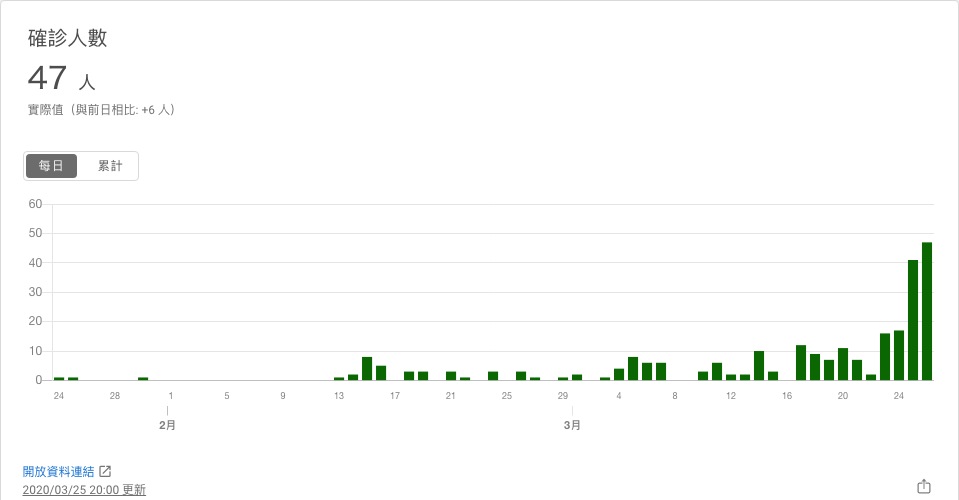 確診人數
47 人
實際值（與前日相比: +6 人）
每日 累計
60
50
40
30
20
10
0
24 28 1 5 9 13 17 21 25 29 4 8 12 16 20 24
2月 3月
開放資料連結
2020/03/25 20:00 更新